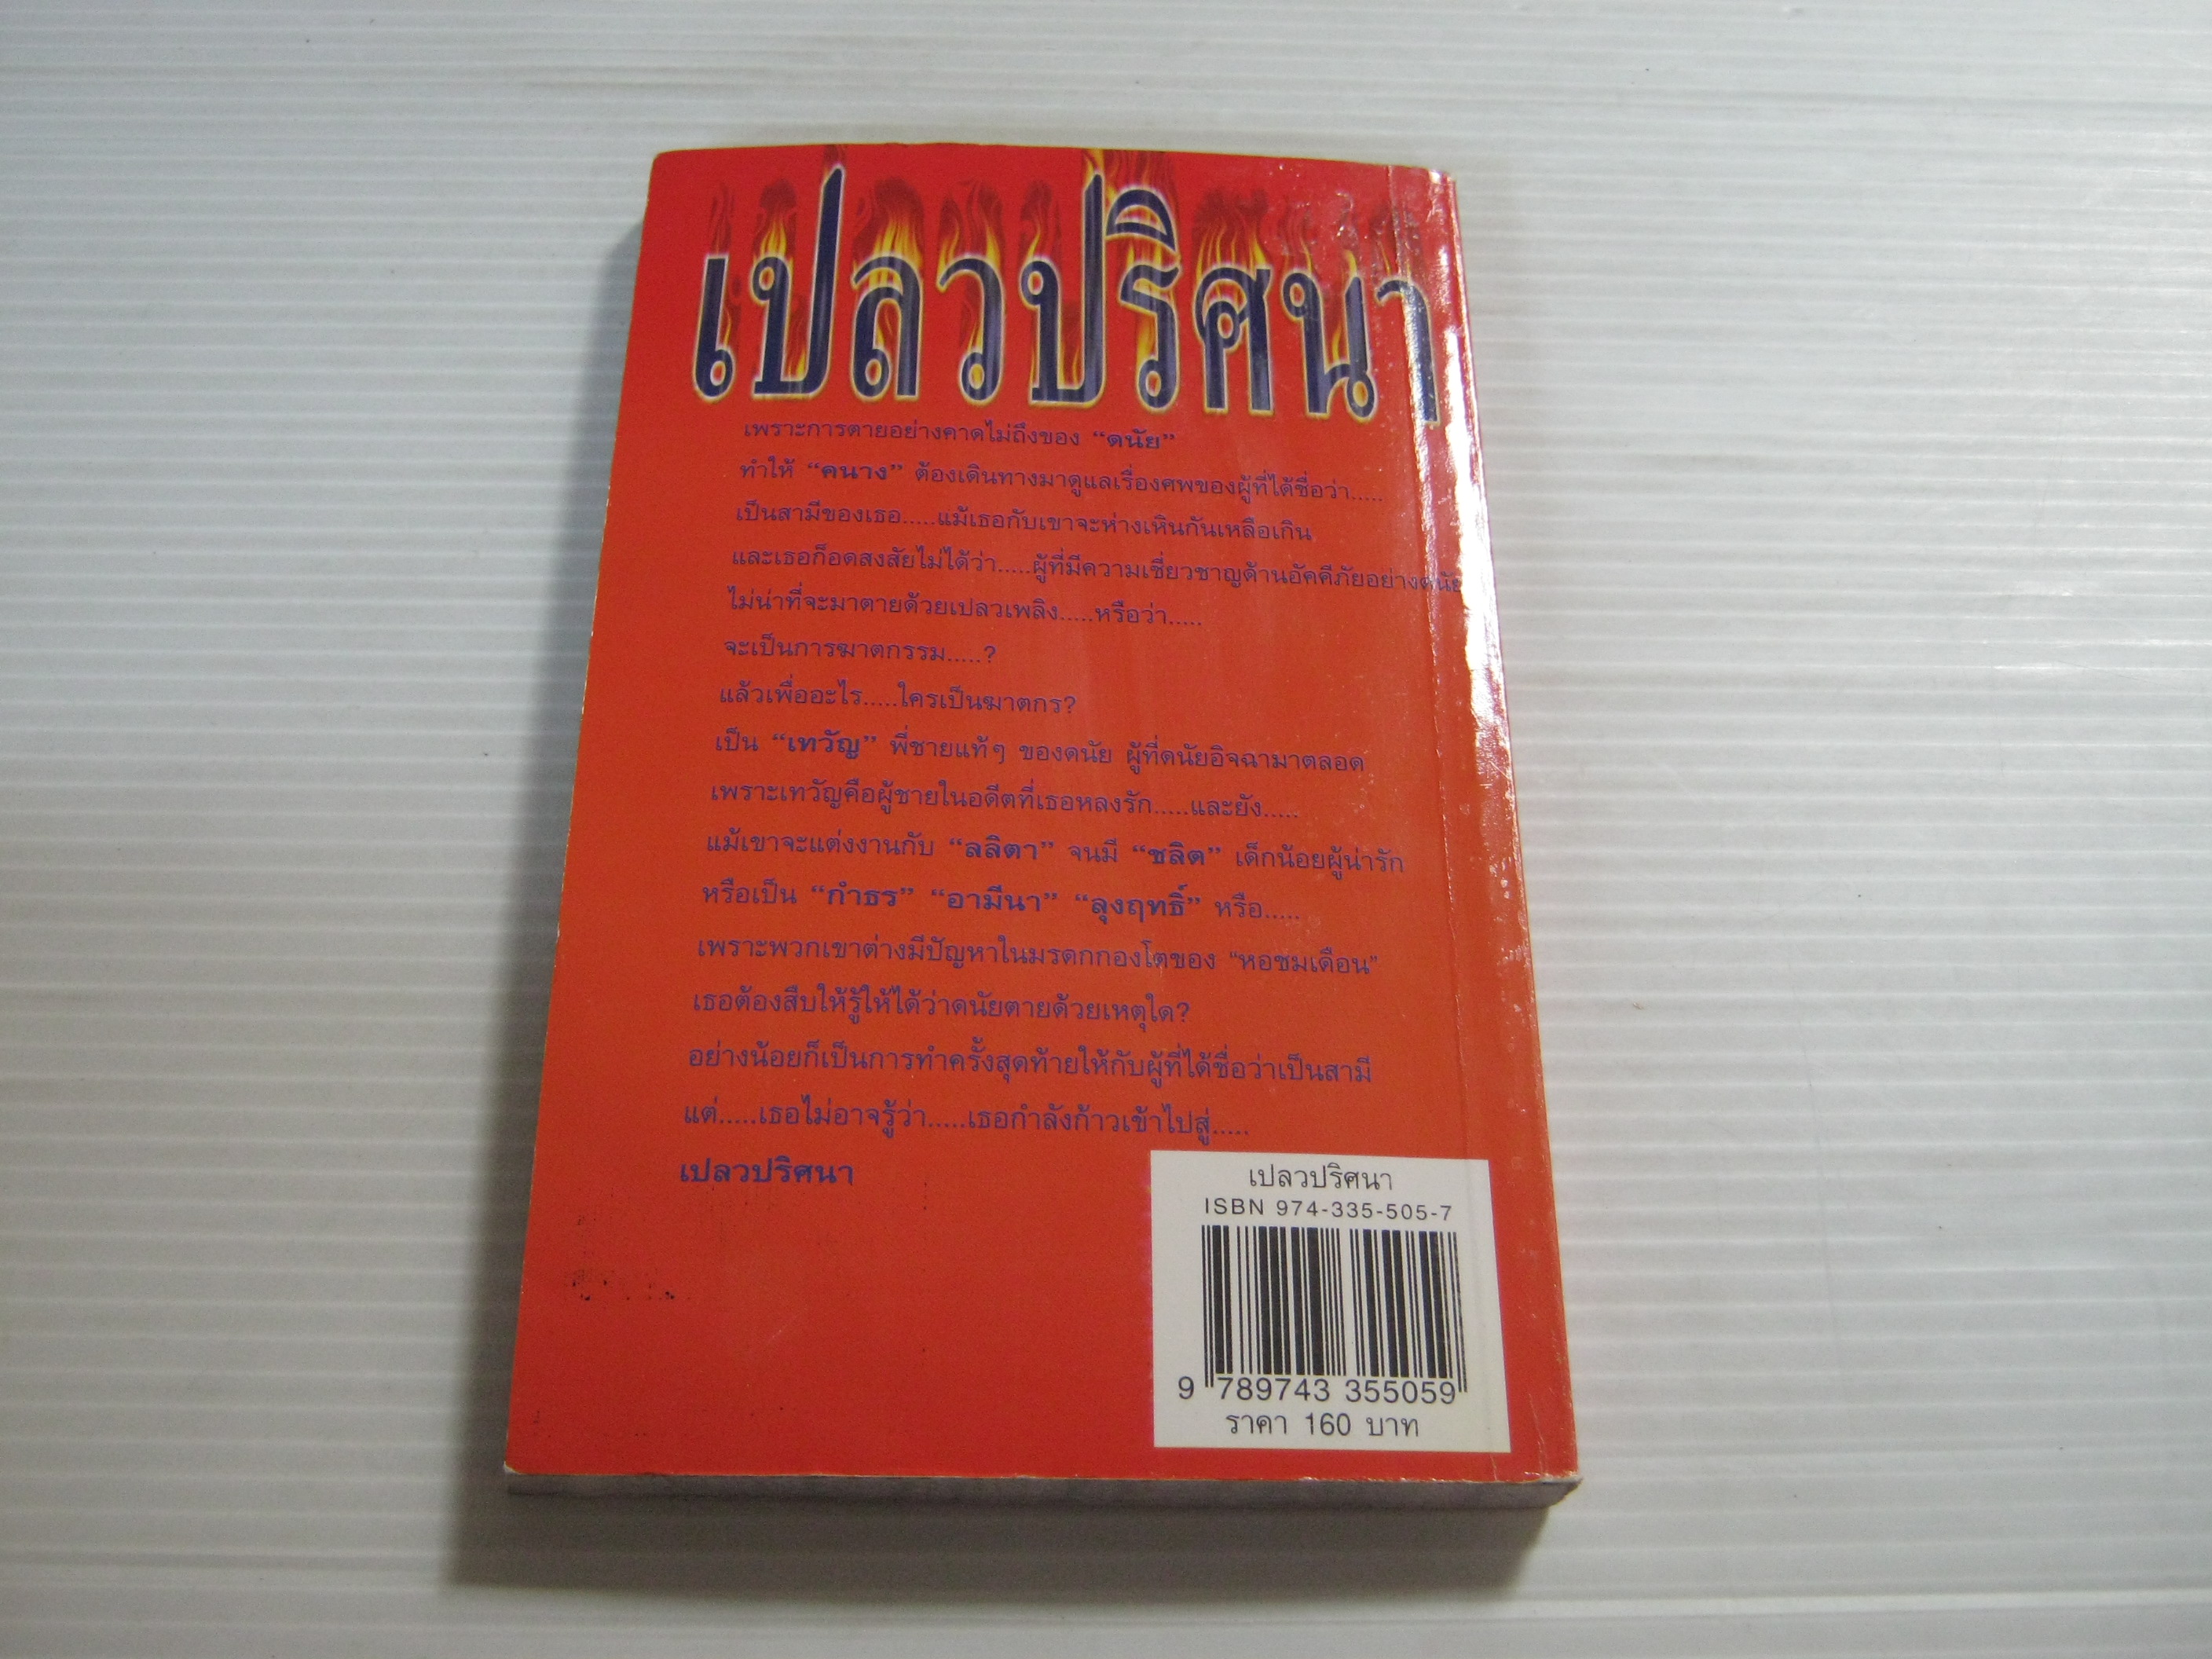 เปลวปริศนา
เพราะการตายอย่างคาดไม่ถึงของ “ดนัย”
ทำให้ “คนาง” ต้องเดินทางมาดูแลเรื่องศพของผู้ที่ได้ชื่อว่า.....
เป็นสามีของเธอ.....แม้เธอกับเขาจะห่างเหินกันเหลือเกิน
และเธอก็อดสงสัยไม่ได้ว่า.....ผู้ที่มีความเชี่ยวชาญด้านอัคคีภัยอย่างดนัย
ไม่น่าที่จะมาตายด้วยเปลวเพลิง.....หรือว่า.....
จะเป็นการฆาตกรรม.....?
แล้วเพื่ออะไร.....ใครเป็นฆาตกร?
เป็น “เทวัญ” พี่ชายแท้ๆ ของดนัย ผู้ที่ดนัยอิจฉามาตลอด
เพราะเทวัญคือผู้ชายในอดีตที่เธอหลงรัก.....และยัง.....
แม้เขาจะแต่งงานกับ “ลลิตา” จนมี “ชลิต” เด็กน้อยผู้น่ารัก
หรือเป็น “กำธร” “อามีนา” “ลุงฤทธิ์” หรือ.....
เพราะพวกเขาต่างมีปัญหาในมรดกกองโตของ “หอชมเดือน”
เธอต้องสืบให้รู้ให้ได้ว่าดนัยตายด้วยเหตุใด?
อย่างน้อยก็เป็นการทำครั้งสุดท้ายให้กับผู้ที่ได้ชื่อว่าเป็นสามี
แต่.....เธอไม่อาจรู้ว่า.....เธอกำลังก้าวเข้าไปสู่.....
เปลวปริศนา
เปลวปริศนา
ISBN 974-335-505-7
9 789743 355059
ราคา 160 บาท